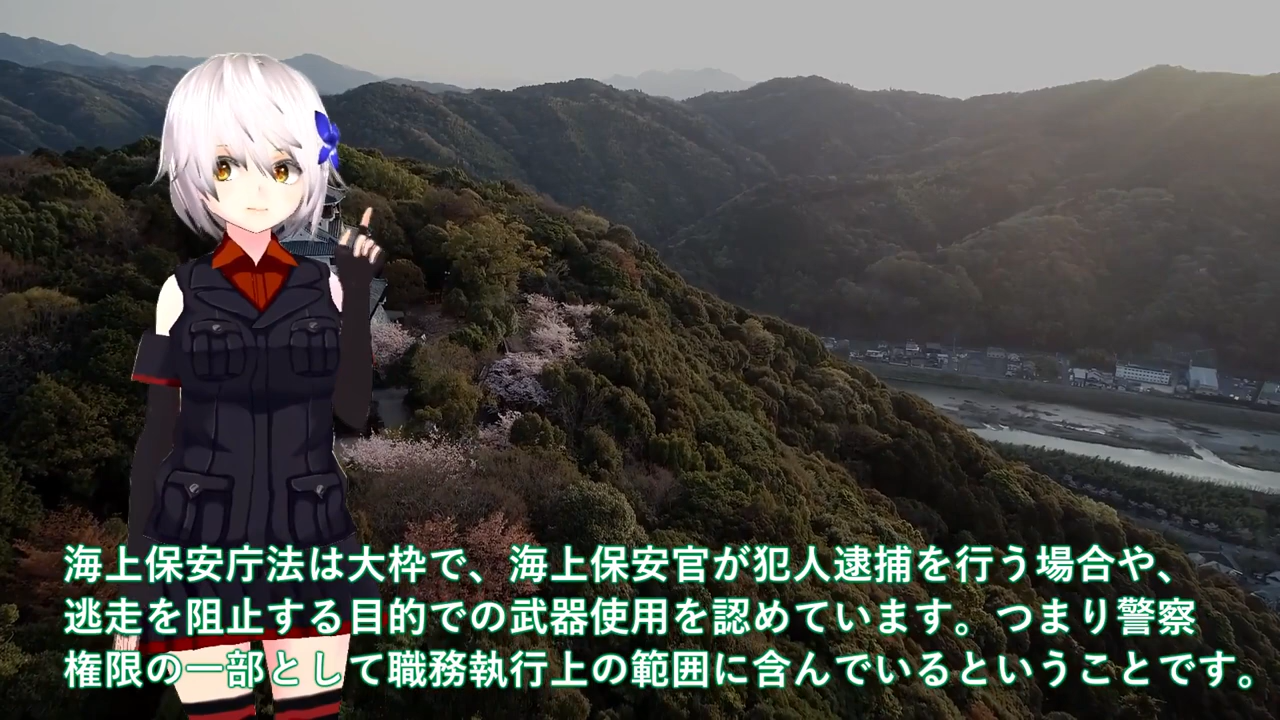 海上保安庁法は大枠で、海上保安官が犯人逮捕を行う場合や、
逃走を阻止する目的での武器使用を認めています。つまり警察
権限の一部として職務執行上の範囲に含んでいるということです。